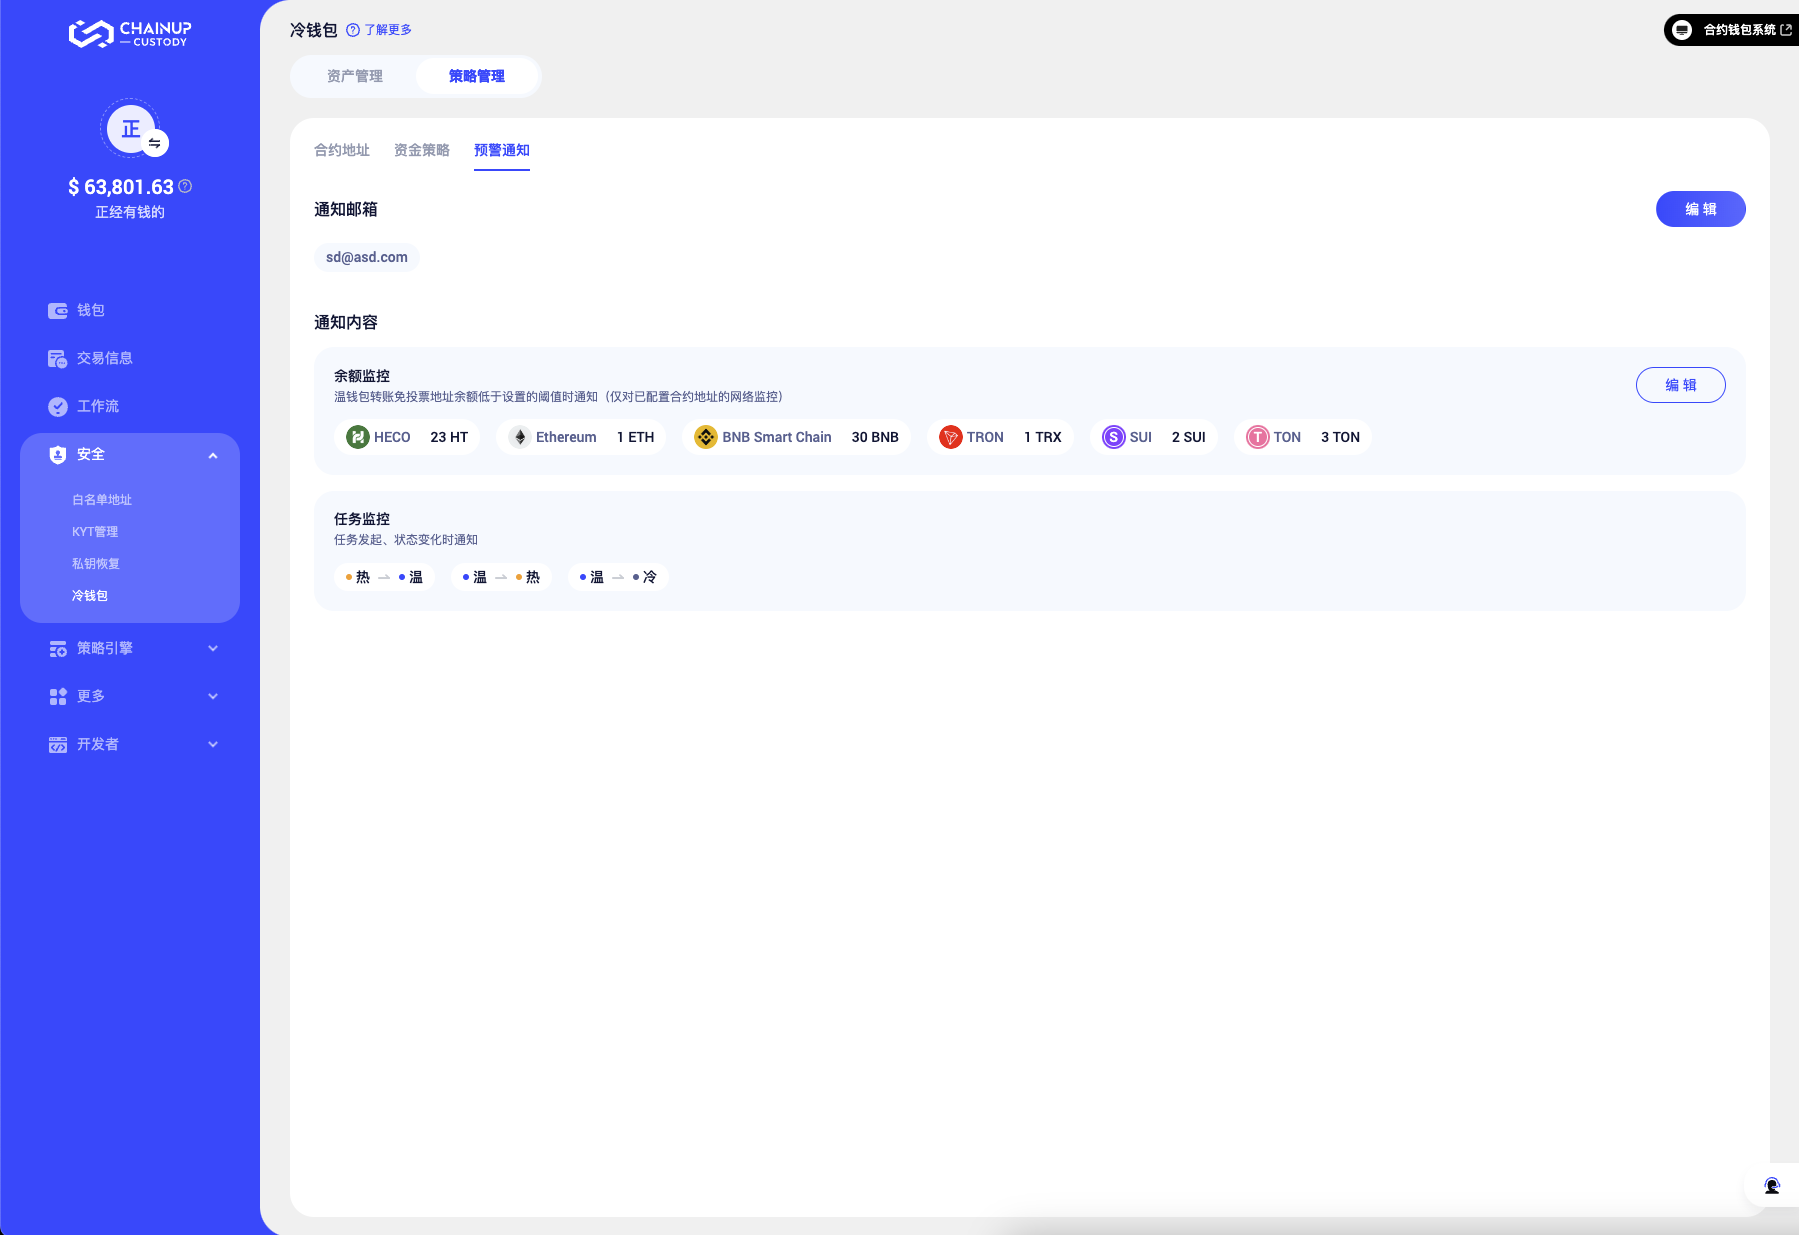 CHAINUP
CUSTODY
正
$ 63,801.63
正经有钱的
钱包
交易信息
工作流
安全
白名单地址
KYT管理
私钥恢复
冷钱包
策略引擎
更多
开发者
冷钱包 了解更多
合约钱包系统
资产管理 策略管理
合约地址 资金策略 预警通知
通知邮箱
编 辑
sd@asd.com
通知内容
余额监控
编 辑
温钱包转账免投票地址余额低于设置的阈值时通知（仅对已配置合约地址的网络监控）
HECO 23 HT Ethereum 1 ETH BNB Smart Chain 30 BNB TRON 1 TRX S SUI 2 SUI T TON 3 TON
任务监控
任务发起、状态变化时通知
热 → 温 温 → 热 温 → 冷